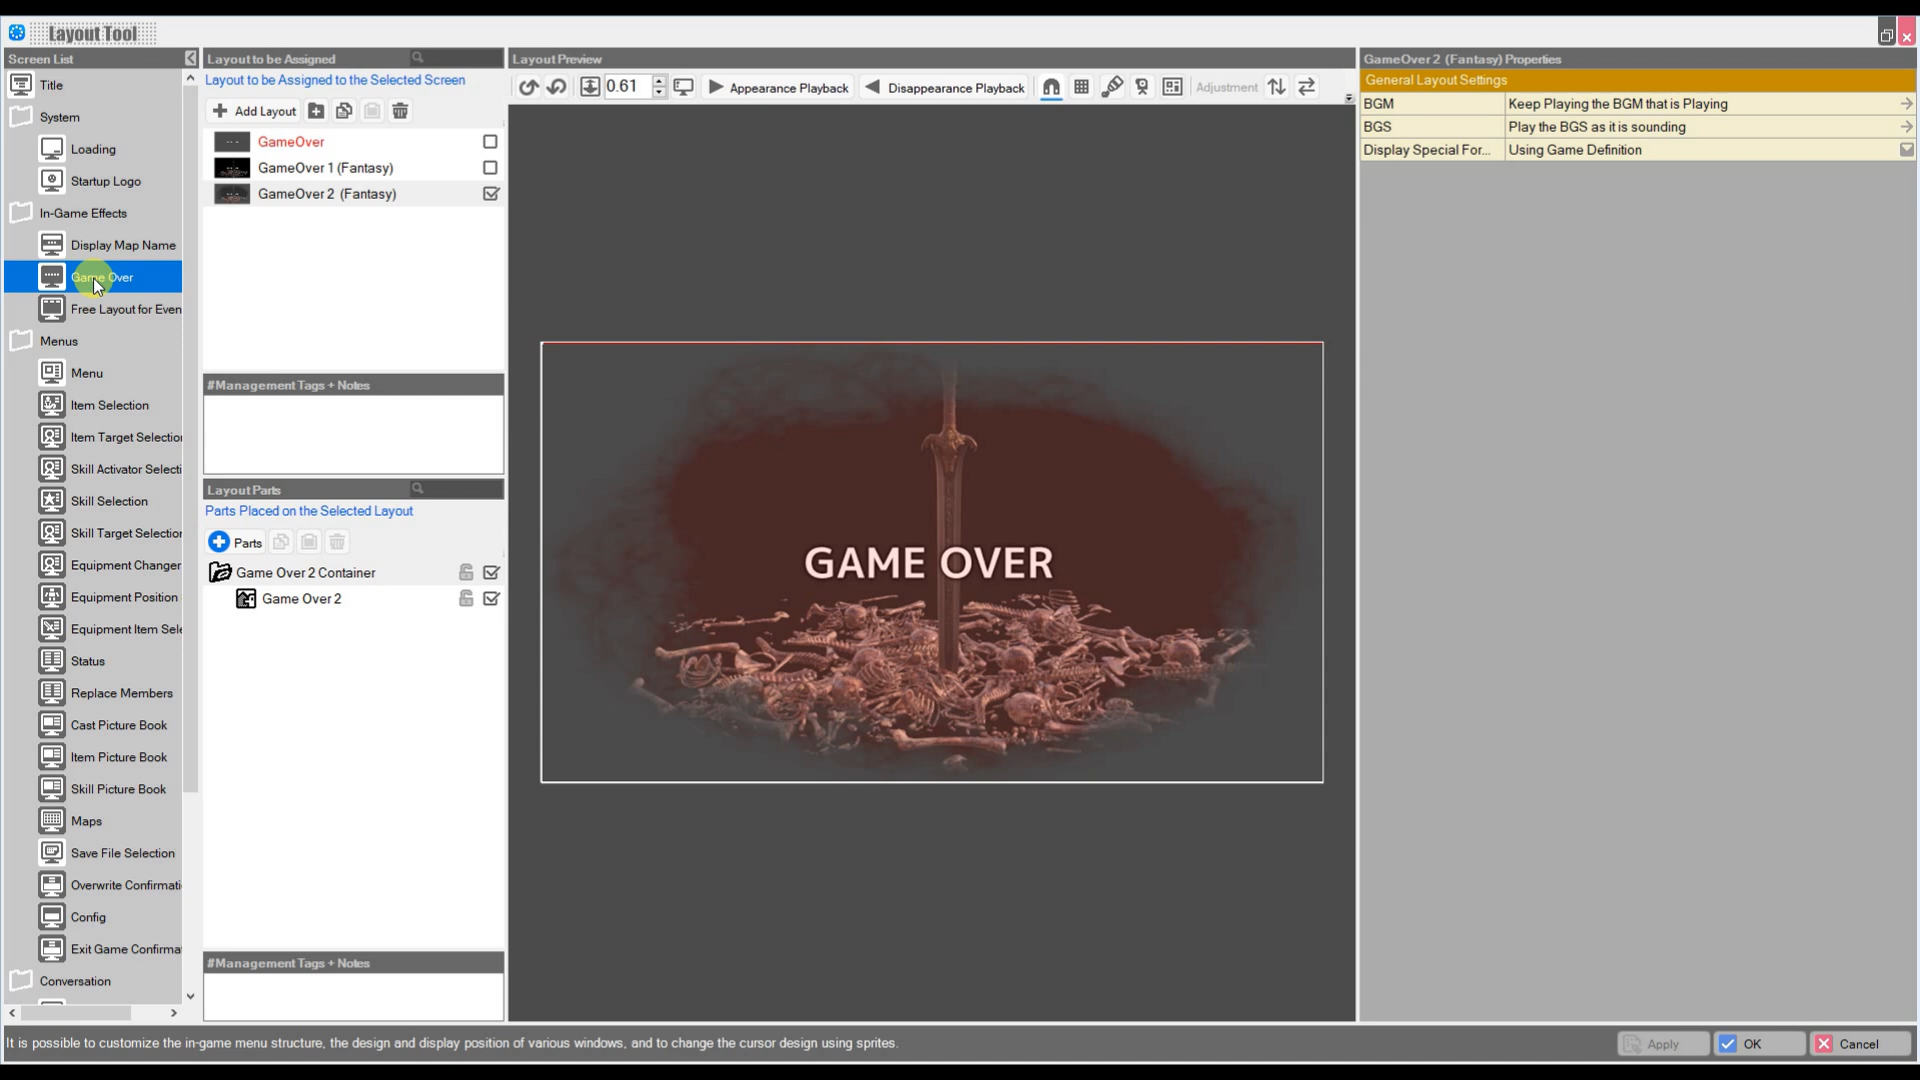 Layout Tool
Screen List
Title
System
Loading
Startup Logo
In-Game Effects
Display Map Name
Game Over
Free Layout for Even
Menus
Menu
Item Selection
Item Target Selection
Skill Activator Selecti
Skill Selection
Skill Target Selection
Equipment Changer
Equipment Position
Equipment Item Sele
Status
Replace Members
Cast Picture Book
Item Picture Book
Skill Picture Book
Maps
Save File Selection
Overwrite Confirmati
Config
Exit Game Confirma
Conversation
Layout to be Assigned
Layout to be Assigned to the Selected Screen
Add Layout
GameOver
GameOver 1 (Fantasy)
GameOver 2 (Fantasy)
#Management Tags + Notes
Layout Parts
Parts Placed on the Selected Layout
Parts
Game Over 2 Container
Game Over 2
#Management Tags + Notes
Layout Preview
0.61 Appearance Playback Disappearance Playback Adjustment
GAME OVER
GameOver 2 (Fantasy) Properties
General Layout Settings
BGM Keep Playing the BGM that is Playing
BGS Play the BGS as it is sounding
Display Special For... Using Game Definition
It is possible to customize the in-game menu structure, the design and display position of various windows, and to change the cursor design using sprites.
Apply OK Cancel